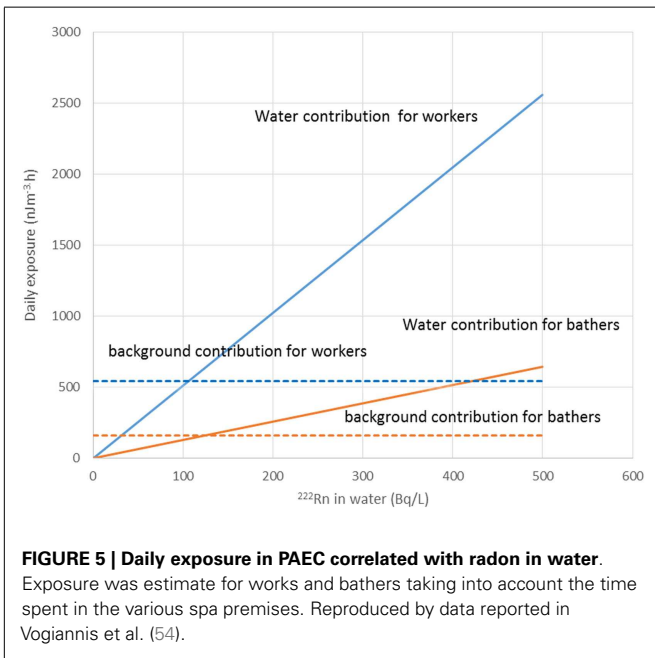 3000
2500
2000
1500
1000
500
0
Daily exposure (nJm-3.h)
Water contribution for workers
Water contribution for bathers
background contribution for workers
background contribution for bathers
0 100 200 300 400 500 600
222Rn in water (Bq/L)
FIGURE 5 | Daily exposure in PAEC correlated with radon in water.
Exposure was estimate for works and bathers taking into account the time
spent in the various spa premises. Reproduced by data reported in
Vogiannis et al. (54).